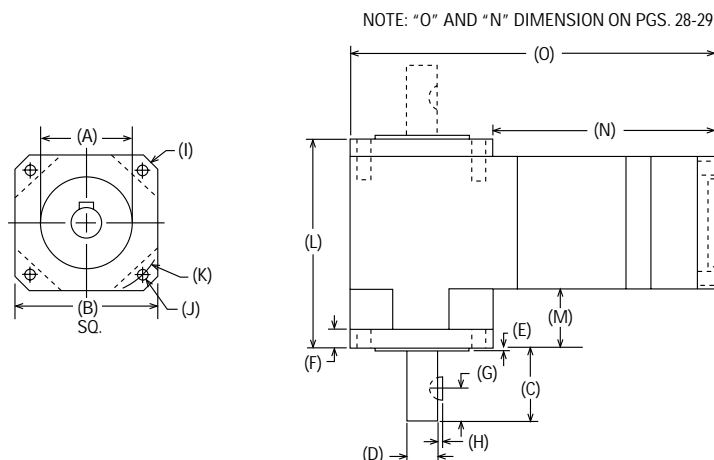 NOTE: "O" AND "N" DIMENSION ON PGS. 28-29
(O)
(A)
(N)
(I)
(L)
(K)
(J)
(B)
SQ.
(M)
(E)
(F)
(G)
(C)
(H)
(D)